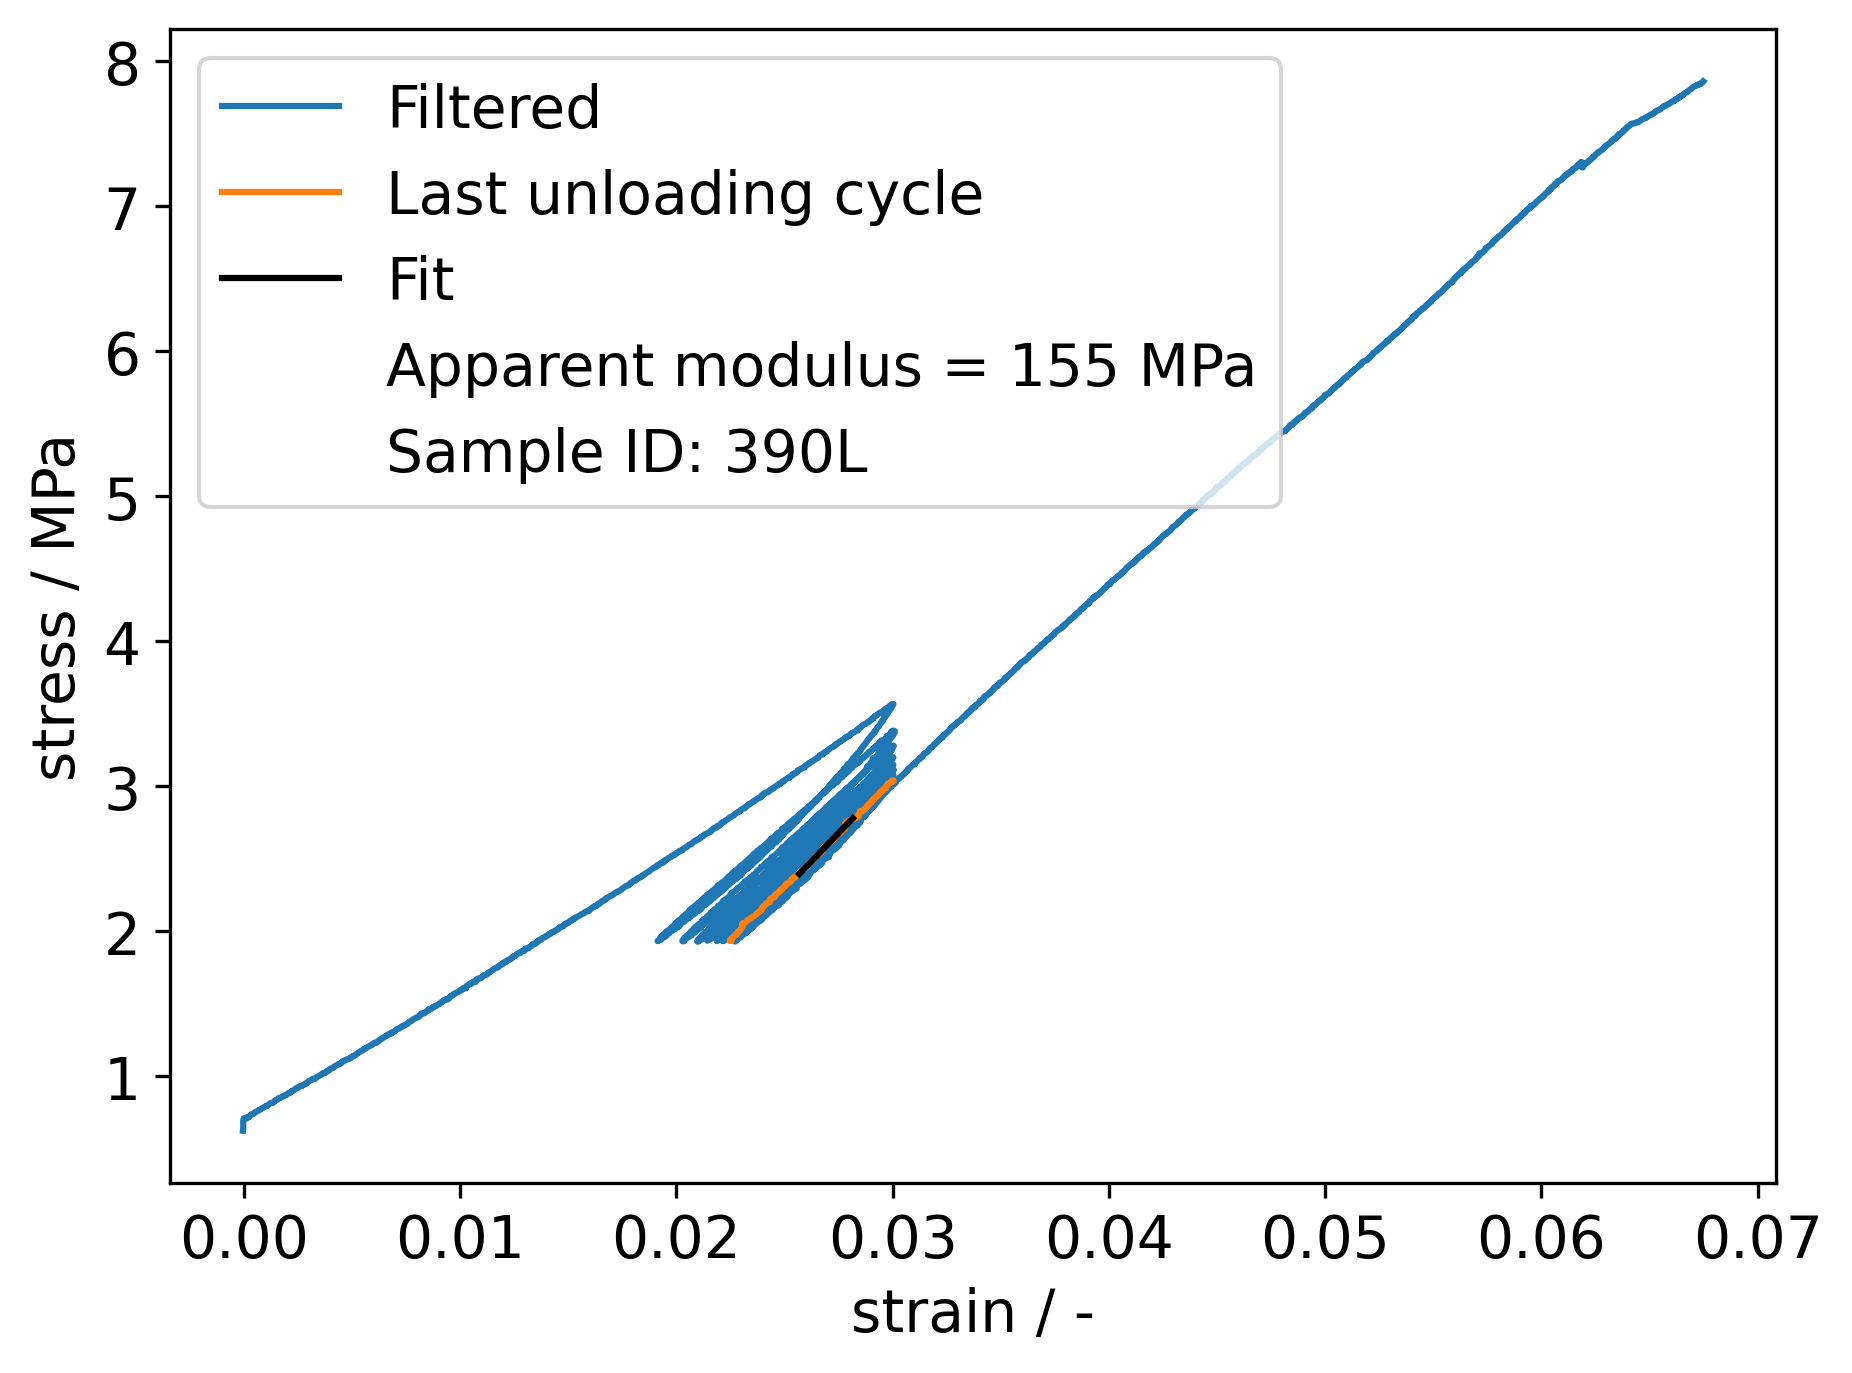 8
7
6
5
4
3
2
1
stress / MPa
Filtered
Last unloading cycle
Fit
Apparent modulus = 155 MPa
Sample ID: 390L
0.00 0.01 0.02 0.03 0.04 0.05 0.06 0.07
strain / -